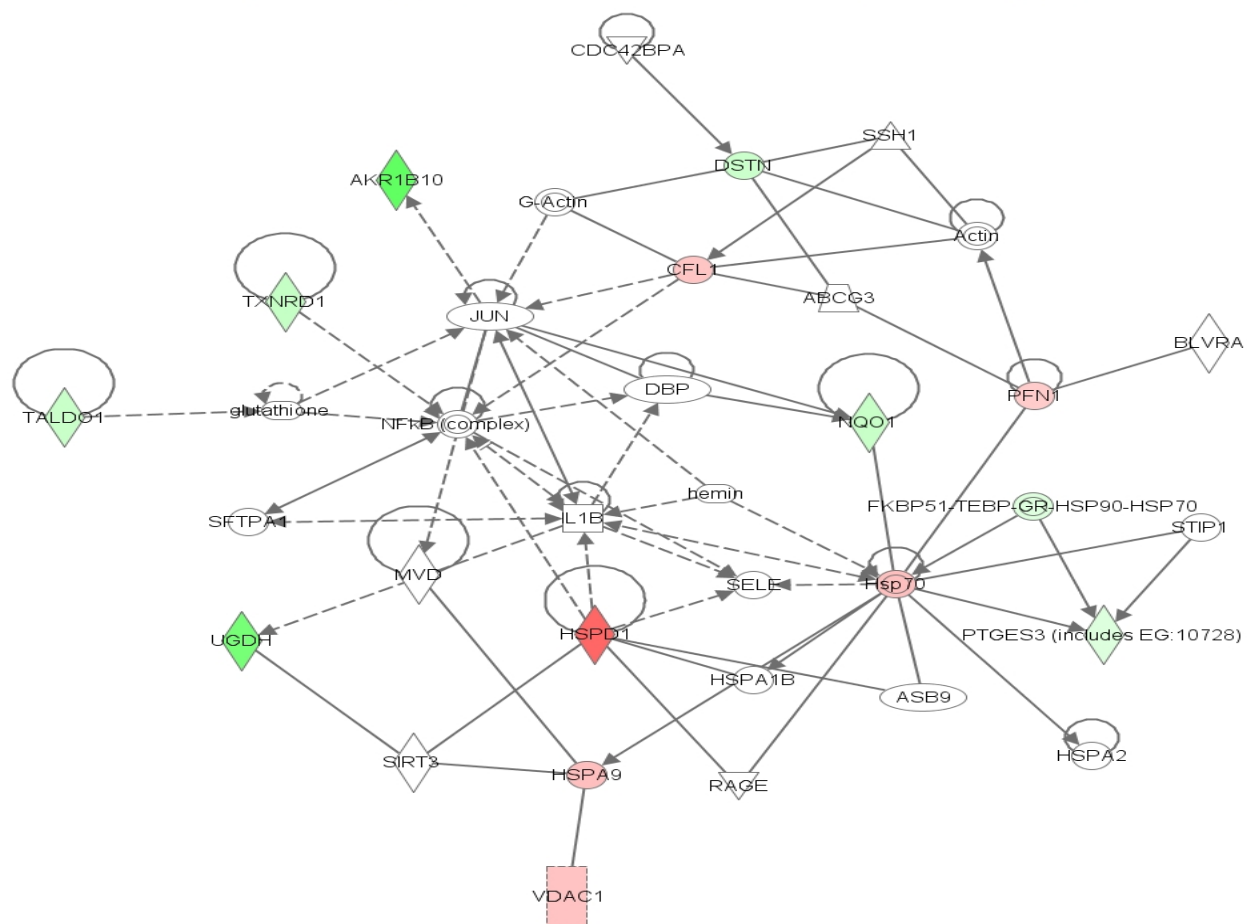 CDC42BPA
SSH1
DSTN
AKR1B10
G-Actin
Actin
CFL1
TXNRD1
ABCG3
JUN
BLVRA
DBP
PFN1
TALDO1
glutathione
NFkB (complex)
NQO1
hemin
FKBP51-TEBP-GR-HSP90-HSP70
SFTPA1
IL1B
STIP1
MVD
SELE
Hsp70
UGDH
HSPD1
PTGES3 (includes EG:10728)
HSPA1B
ASB9
SIRT3
HSPA9
RAGE
HSPA2
VDAC1